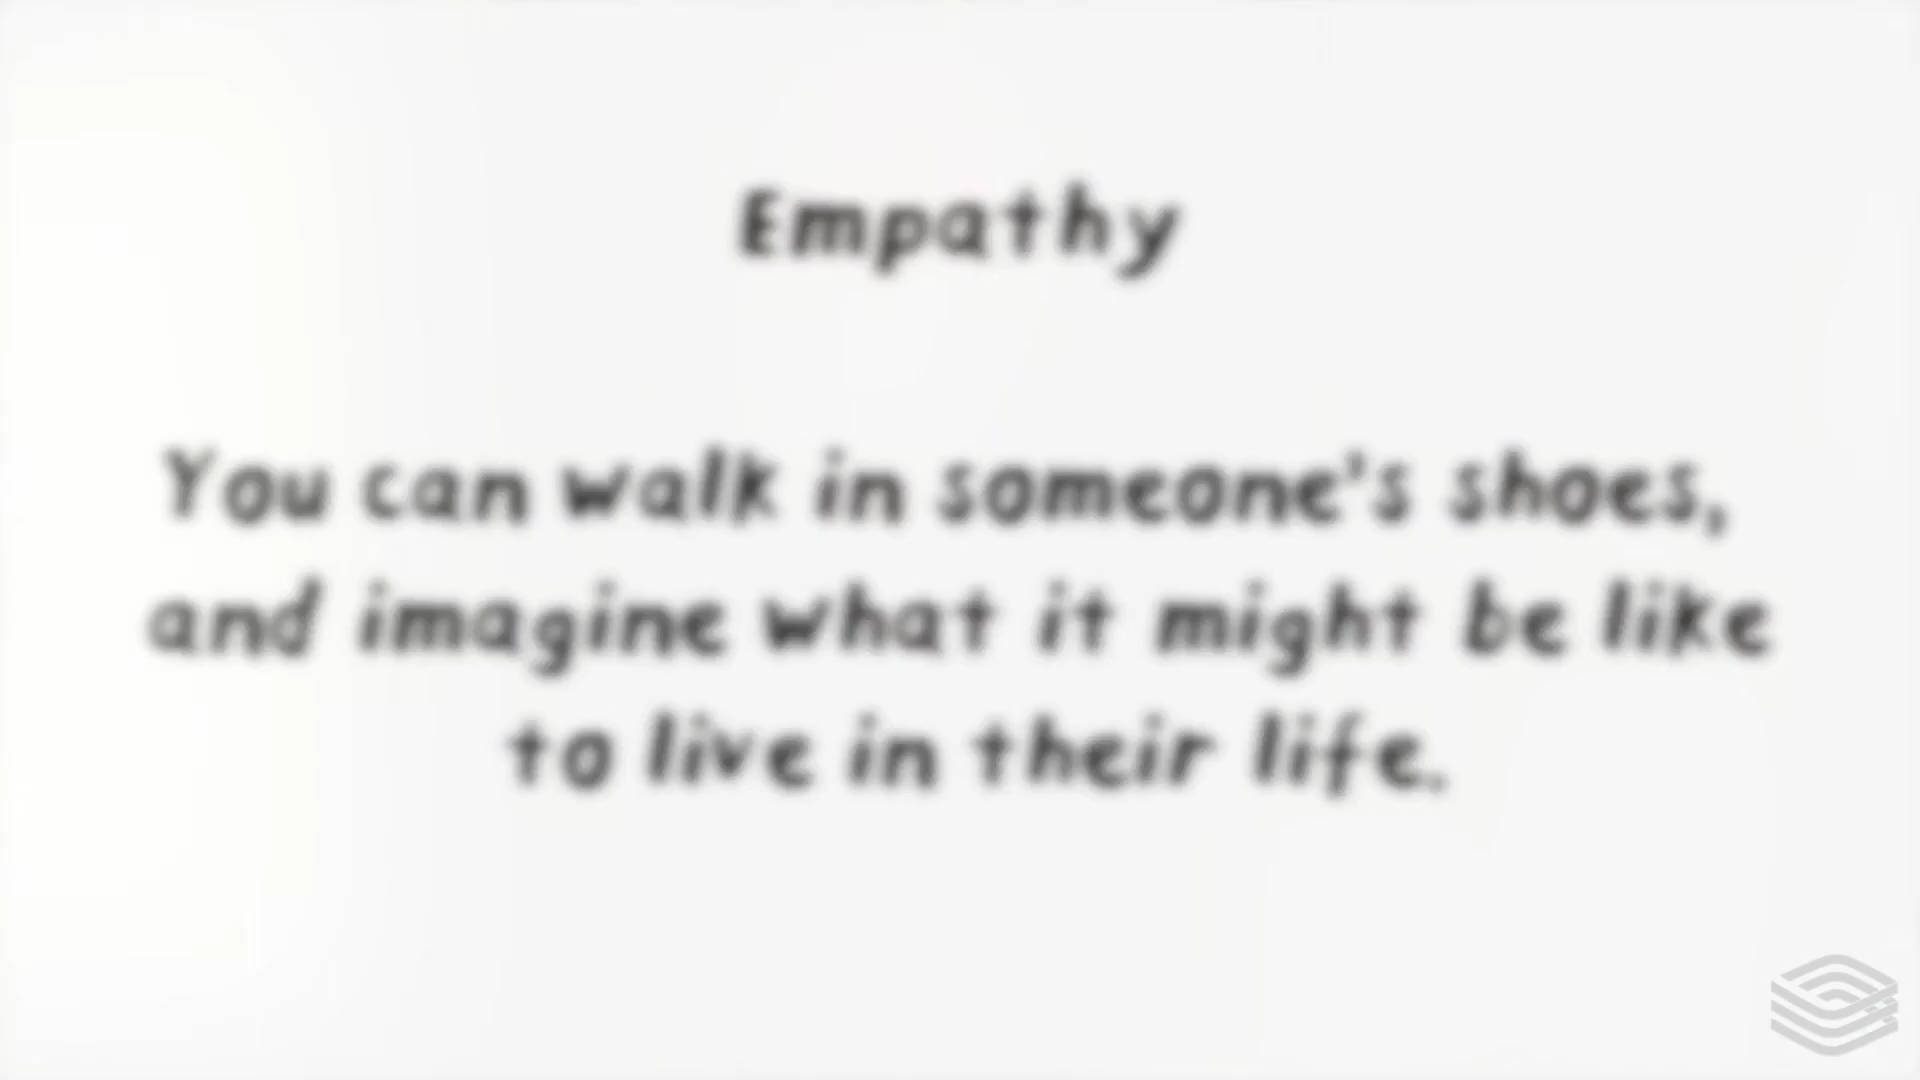 Empathy
You can walk in someone's shoes,
and imagine what it might be like
to live in their life.